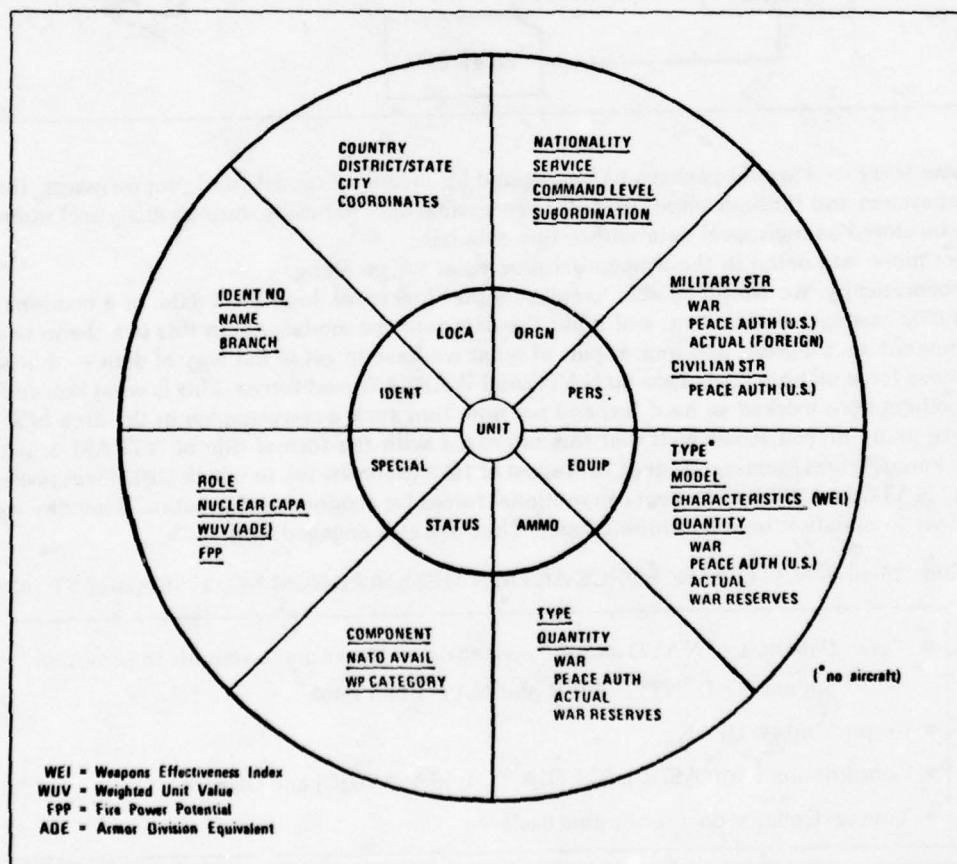 COUNTRY
DISTRICT/STATE
CITY
COORDINATES
NATIONALITY
SERVICE
COMMAND LEVEL
SUBORDINATION
IDENT NO
NAME
BRANCH
MILITARY STR
WAR
PEACE AUTH (U.S.)
ACTUAL (FOREIGN)
CIVILIAN STR
WAR
PEACE AUTH (U.S.)
LOCA
IDENT
PERS
UNIT
SPECIAL
EQUIP
STATUS
AMMO
ROLE
NUCLEAR CAPA
WUV (ADE)
FPP
TYPE*
MODEL
CHARACTERISTICS (WEI)
QUANTITY
WAR
PEACE AUTH (U.S.)
ACTUAL
WAR RESERVES
COMPONENT
NATO AVAIL
WP CATEGORY
TYPE
QUANTITY
WAR
PEACE AUTH
ACTUAL
WAR RESERVES
(*no aircraft)
WEI = Weapons Effectiveness Index
WUV = Weighted Unit Value
FPP = Fire Power Potential
ADE = Armor Division Equivalent